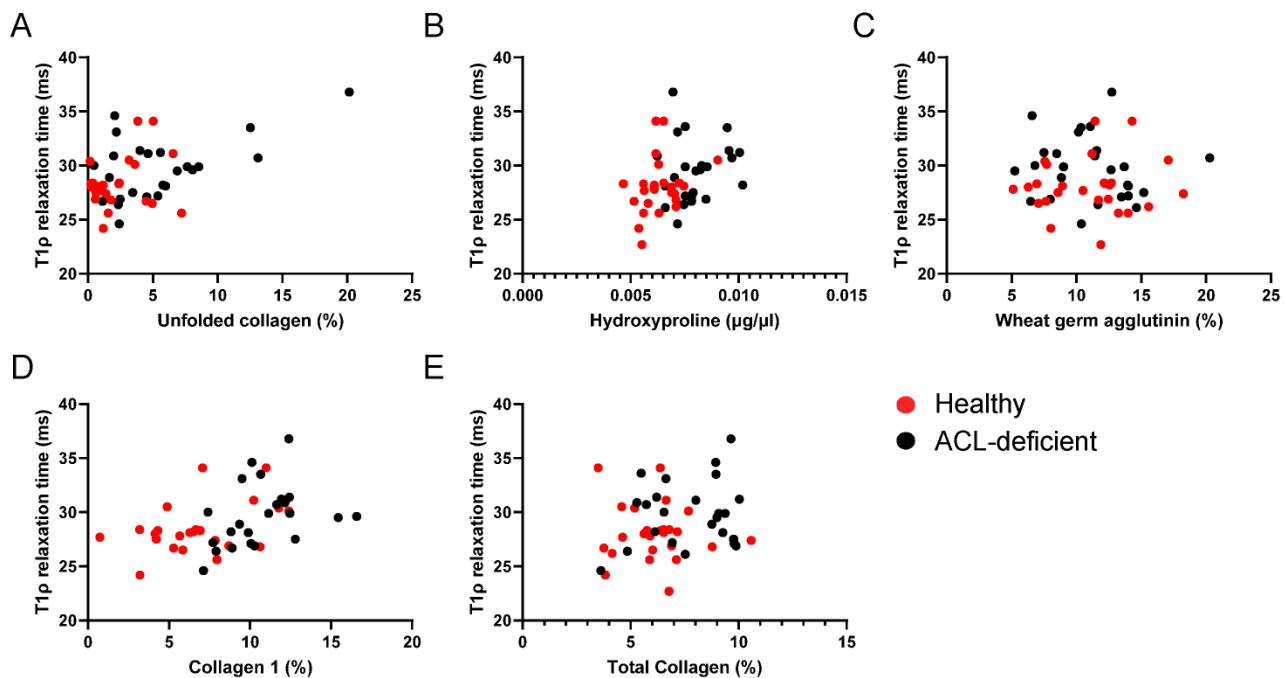 A
T1ρ relaxation time (ms)
40
35
30
25
20
0
5
10
15
20
25
Unfolded collagen (%)
B
T1ρ relaxation time (ms)
40
35
30
25
20
0.000
0.005
0.010
0.015
Hydroxyproline (µg/µl)
C
T1ρ relaxation time (ms)
40
35
30
25
20
0
5
10
15
20
25
Wheat germ agglutinin (%)
D
T1ρ relaxation time (ms)
40
35
30
25
20
0
5
10
15
20
Collagen 1 (%)
E
T1ρ relaxation time (ms)
40
35
30
25
20
0
5
10
15
Total Collagen (%)
Healthy
ACL-deficient